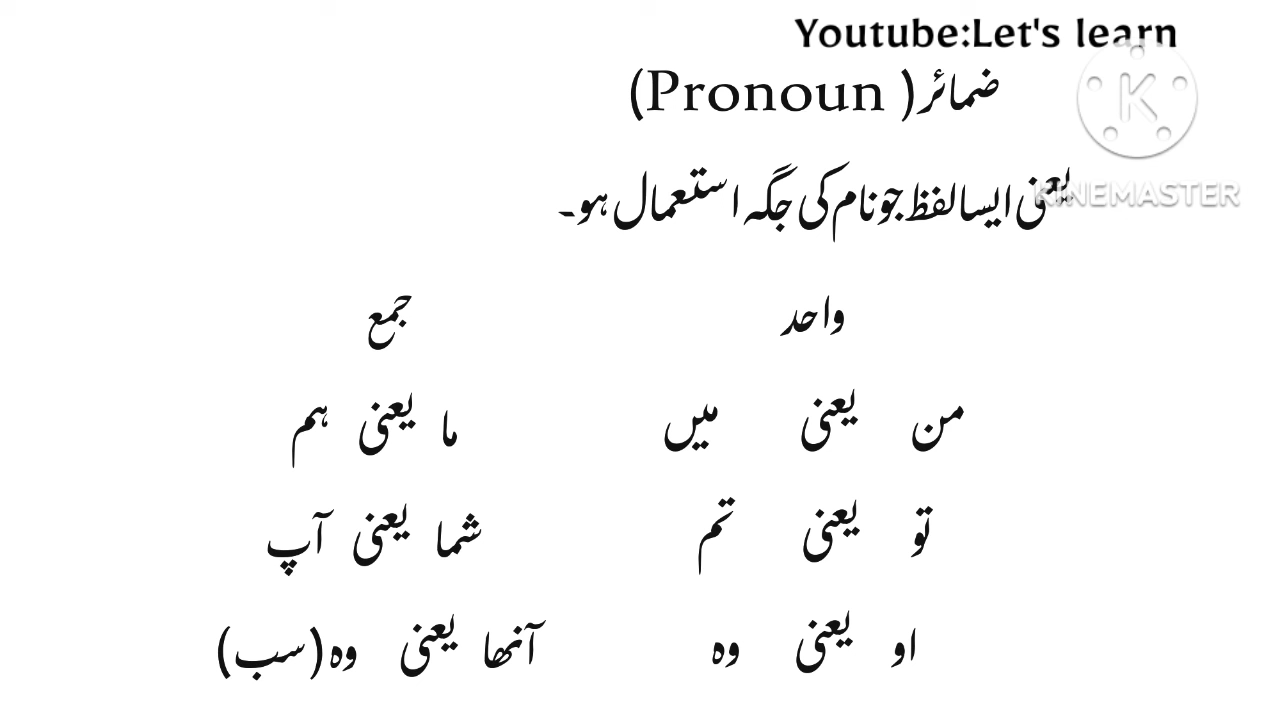 Youtube:Let's learn
ضمائر( Pronoun)
KINEMASTER
یعنی ایسا لفظ جو نام کی جگہ استعمال ہو۔
واحد جمع
من یعنی میں ما یعنی ہم
تو یعنی تم شما یعنی آپ
او یعنی وہ آنھا یعنی وہ(سب)